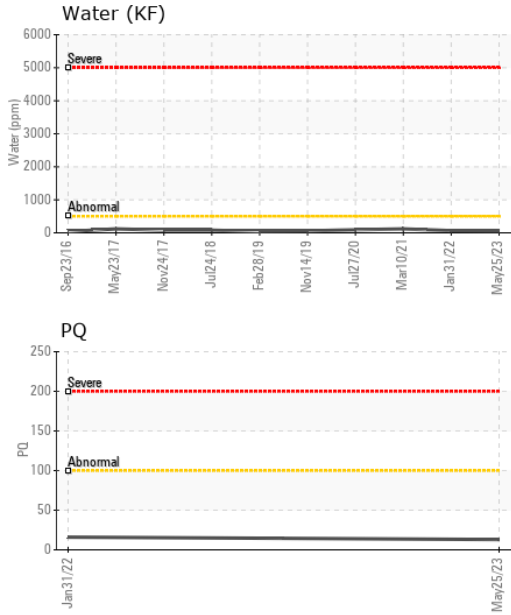 Water (KF)
6000
5000
4000
3000
2000
1000
0
Water (ppm)
Severe
Abnormal
Sep23/16
May23/17
Nov24/17
Jul24/18
Feb28/19
Nov14/19
Jul27/20
Mar10/21
Jan31/22
May25/23
PQ
250
200
150
100
50
0
PQ
Severe
Abnormal
Jan31/22
May25/23